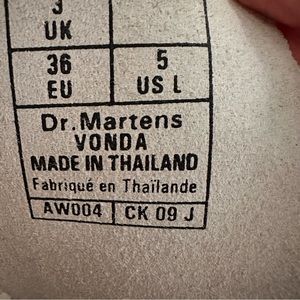 3
UK
36 5
EU US L
Dr.Martens
VONDA
MADE IN THAILAND
Fabriqué en Thaïlande
AW004 CK 09 J